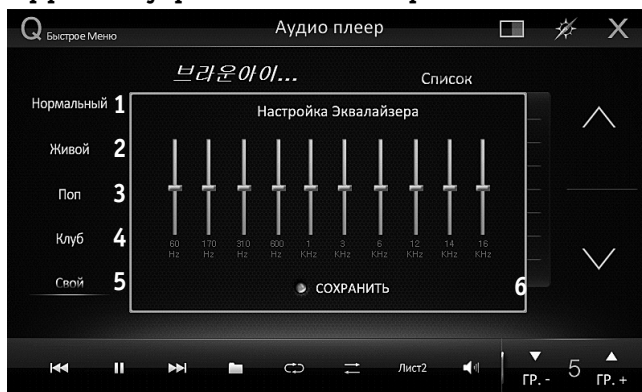 Q Быстрое Меню
Аудио плеер
X
브라운아이...
Список
Нормальный 1
Живой 2
Поп 3
Клуб 4
Свой 5
Настройка Эквалайзера
60 Hz 170 Hz 310 Hz 600 Hz 1 KHz 3 KHz 6 KHz 12 KHz 14 KHz 16 KHz
СОХРАНИТЬ
6
Лист2
ГР. - 5 ГР. +